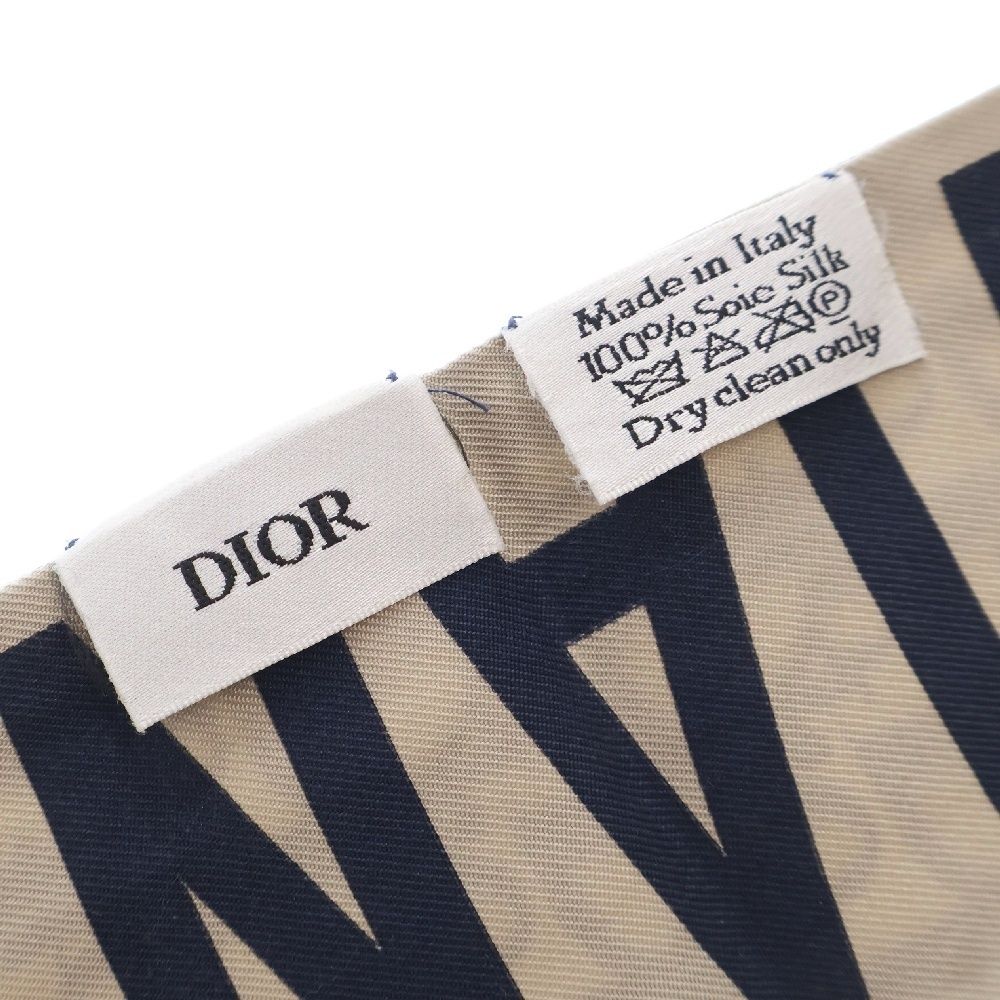 DIOR
Made in Italy
100% Soie Silk
P
Dry clean only